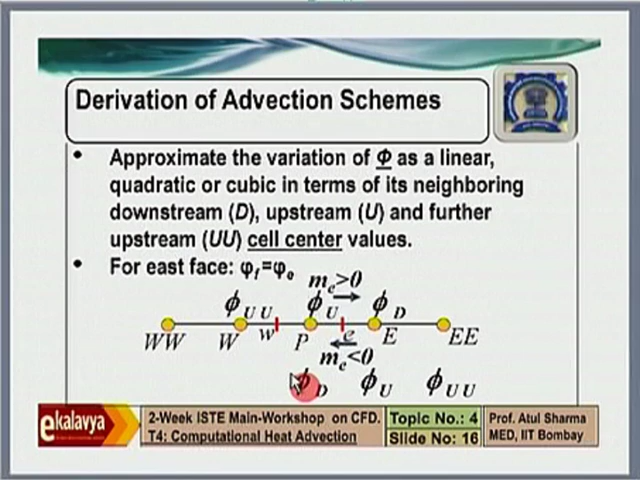 Derivation of Advection Schemes
• Approximate the variation of Φ as a linear,
quadratic or cubic in terms of its neighboring
downstream (D), upstream (U) and further
upstream (UU) cell center values.
• For east face: φf=φe
me>0
ϕUU ϕU ϕD
WW W w P e E EE
me<0
ϕD ϕU ϕUU
ekalavya
2-Week ISTE Main-Workshop on CFD.
T4: Computational Heat Advection
Topic No.: 4
Slide No.: 16
Prof. Atul Sharma
MED, IIT Bombay